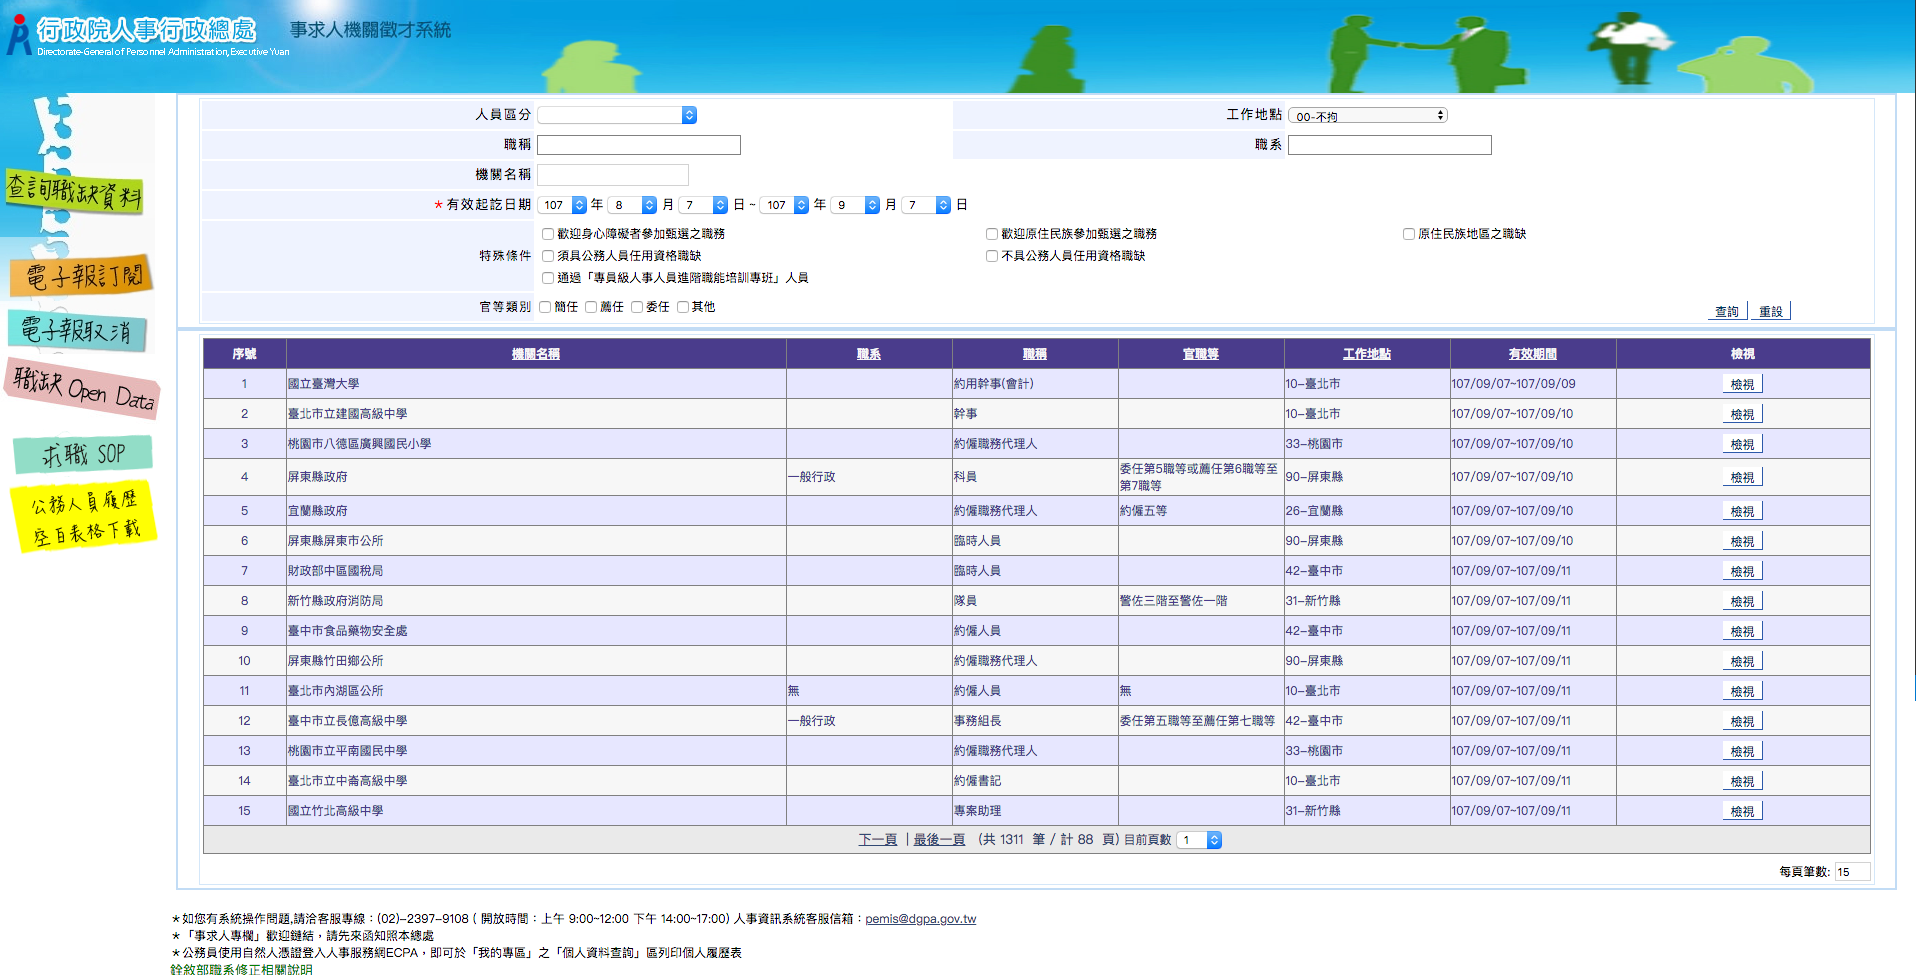 行政院人事行政總處 事求人機關徵才系統
Directorate-General of Personnel Administration, Executive Yuan
查詢職缺資料
電子報訂閱
電子報取消
職缺 Open Data
求職 SOP
公務人員履歷
空白表格下載
人員區分 工作地點 00-不拘
職稱 職系
機關名稱
*有效起訖日期 107 年 8 月 7 日 ~ 107 年 9 月 7 日
特殊條件 歡迎身心障礙者參加甄選之職務 歡迎原住民族參加甄選之職務 原住民族地區之職缺
須具公務人員任用資格職缺 不具公務人員任用資格職缺
通過「專員級人事人員進階職能培訓專班」人員
官等類別 簡任 薦任 委任 其他 查詢 重設
序號 機關名稱 職系 職稱 官職等 工作地點 有效期間 檢視
1 國立臺灣大學 約用幹事(會計) 10-臺北市 107/09/07~107/09/09 檢視
2 臺北市立建國高級中學 幹事 10-臺北市 107/09/07~107/09/10 檢視
3 桃園市八德區廣興國民小學 約僱職務代理人 33-桃園市 107/09/07~107/09/10 檢視
4 屏東縣政府 一般行政 科員 委任第5職等或薦任第6職等至第7職等 90-屏東縣 107/09/07~107/09/10 檢視
5 宜蘭縣政府 約僱職務代理人 約僱五等 26-宜蘭縣 107/09/07~107/09/10 檢視
6 屏東縣屏東市公所 臨時人員 90-屏東縣 107/09/07~107/09/10 檢視
7 財政部中區國稅局 臨時人員 42-臺中市 107/09/07~107/09/11 檢視
8 新竹縣政府消防局 隊員 警佐三階至警佐一階 31-新竹縣 107/09/07~107/09/11 檢視
9 臺中市食品藥物安全處 約僱人員 42-臺中市 107/09/07~107/09/11 檢視
10 屏東縣竹田鄉公所 約僱職務代理人 90-屏東縣 107/09/07~107/09/11 檢視
11 臺北市內湖區公所 無 約僱人員 無 10-臺北市 107/09/07~107/09/11 檢視
12 臺中市立長億高級中學 一般行政 事務組長 委任第五職等至薦任第七職等 42-臺中市 107/09/07~107/09/11 檢視
13 桃園市立平南國民中學 約僱職務代理人 33-桃園市 107/09/07~107/09/11 檢視
14 臺北市立中崙高級中學 約僱書記 10-臺北市 107/09/07~107/09/11 檢視
15 國立竹北高級中學 專案助理 31-新竹縣 107/09/07~107/09/11 檢視
下一頁 | 最後一頁 (共 1311 筆 / 計 88 頁) 目前頁數 1
每頁筆數: 15
*如您有系統操作問題,請洽客服專線：(02)-2397-9108 ( 開放時間：上午 9:00~12:00 下午 14:00~17:00) 人事資訊系統客服信箱：pemis@dgpa.gov.tw
*「事求人專欄」歡迎鏈結，請先來函知照本總處
*公務員使用自然人憑證登入人事服務網ECPA，即可於「我的專區」之「個人資料查詢」區列印個人履歷表
銓敘部職系修正相關說明